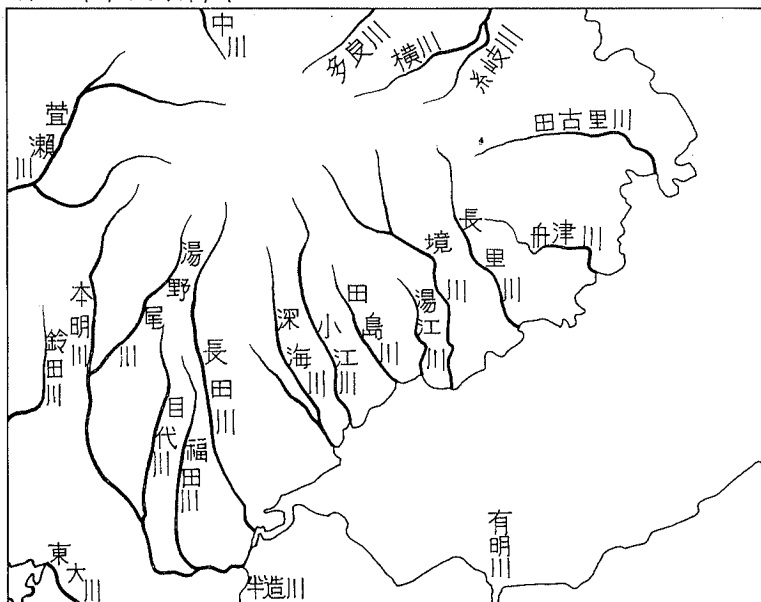 中川
多良川
横川
糸岐川
萱瀬川
田古里川
舟津川
長里川
境川
湯江川
田島川
小江川
深海川
長田川
湯野尾川
本明川
鈴田川
目代川
福田川
東大川
半造川
有明川